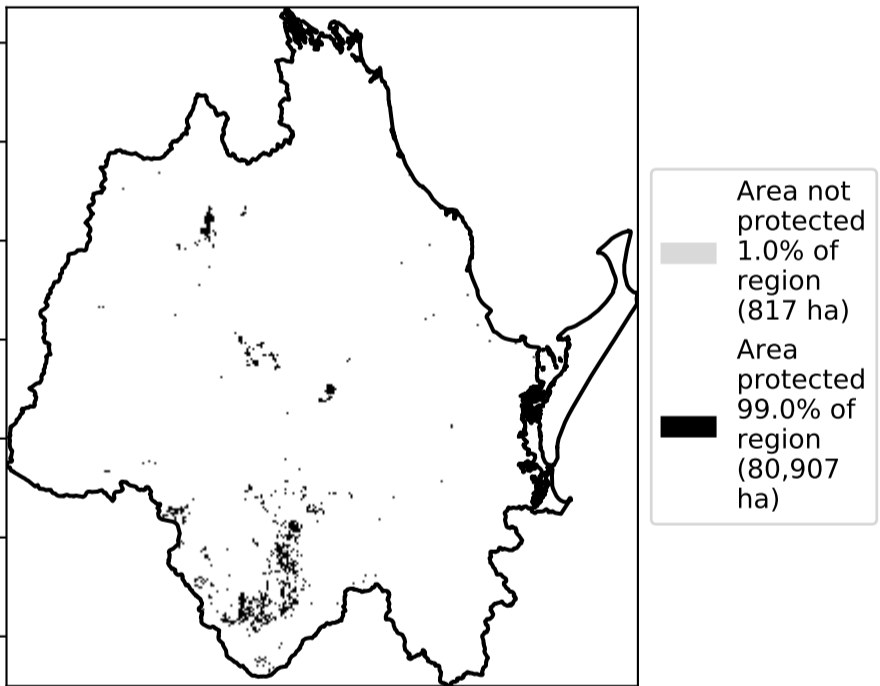 Area not
protected
1.0% of
region
(817 ha)
Area
protected
99.0% of
region
(80,907
ha)